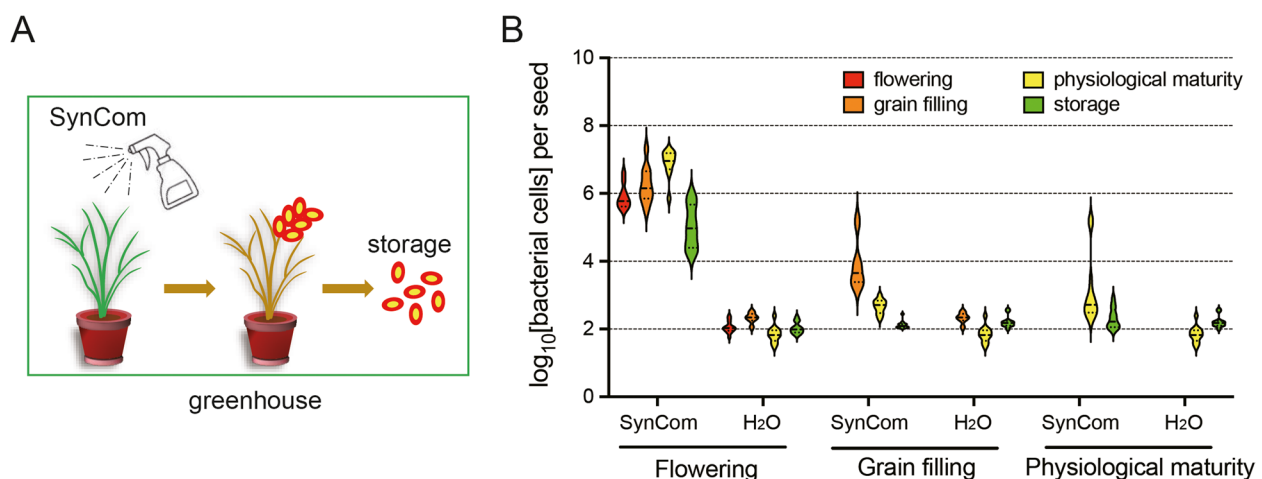 A
SynCom
storage
greenhouse
B
log10[bacterial cells] per seed
10
8
6
4
2
0
flowering
grain filling
physiological maturity
storage
SynCom
H2O
SynCom
H2O
SynCom
H2O
Flowering
Grain filling
Physiological maturity